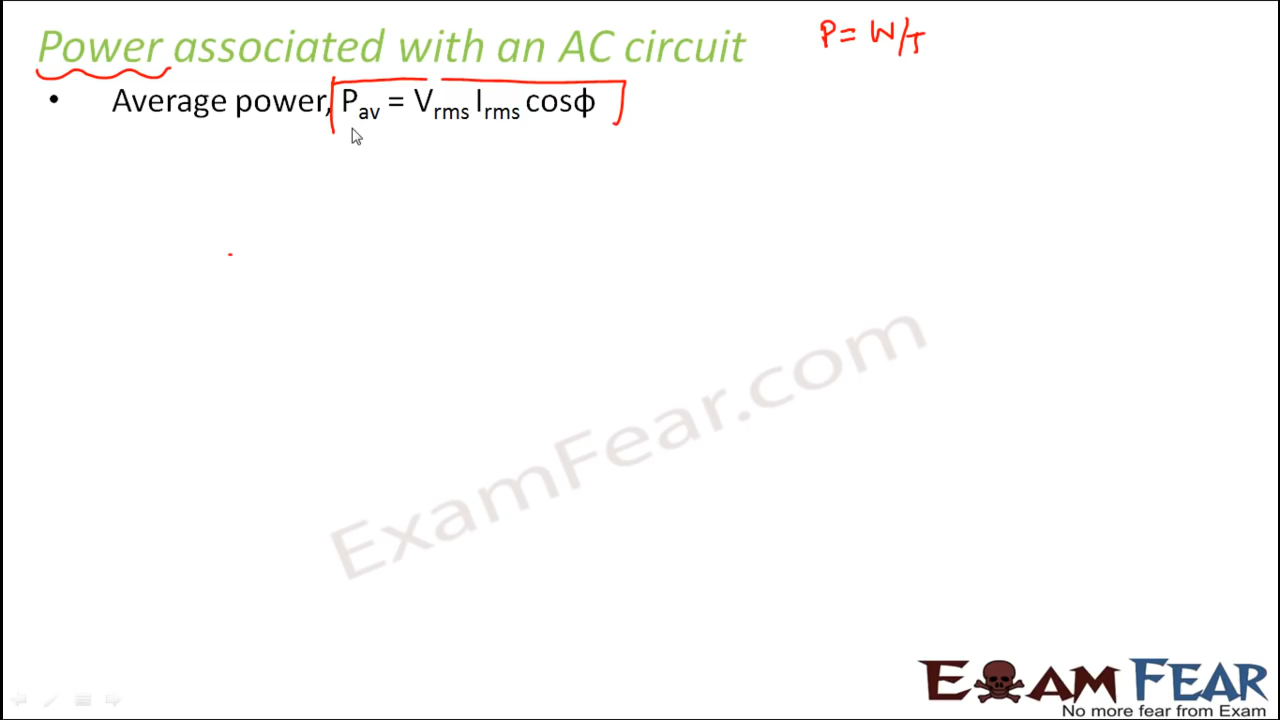 Power associated with an AC circuit
P = W/T
• Average power, Pav = Vrms Irms cosϕ
ExamFear.com
EXAM FEAR
No more fear from Exam